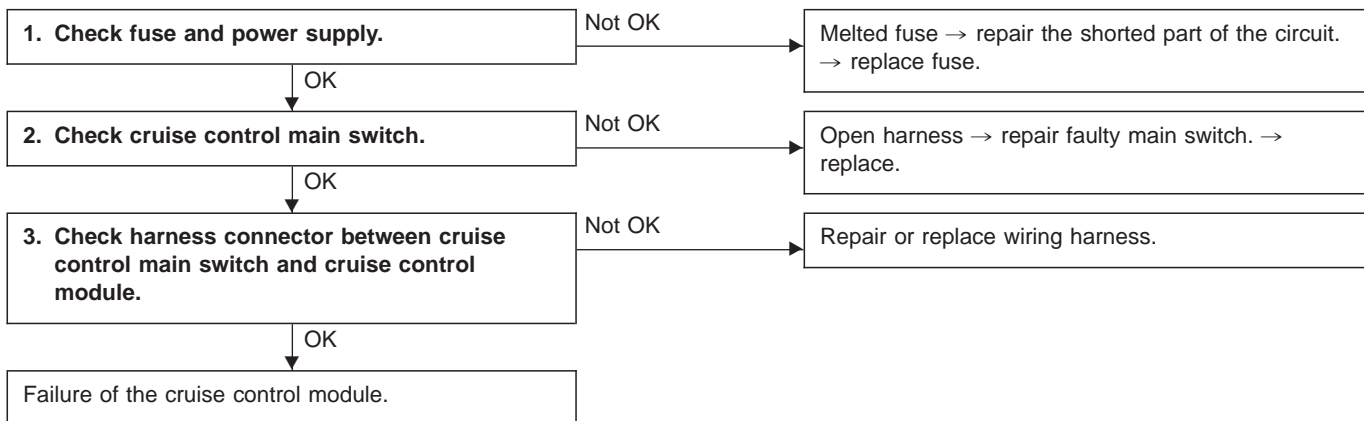 1. Check fuse and power supply.
Not OK
Melted fuse → repair the shorted part of the circuit.
→ replace fuse.
OK
2. Check cruise control main switch.
Not OK
Open harness → repair faulty main switch. →
replace.
OK
3. Check harness connector between cruise
control main switch and cruise control
module.
Not OK
Repair or replace wiring harness.
OK
Failure of the cruise control module.